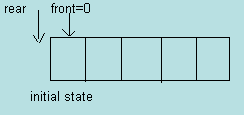 rear front=0
initial state